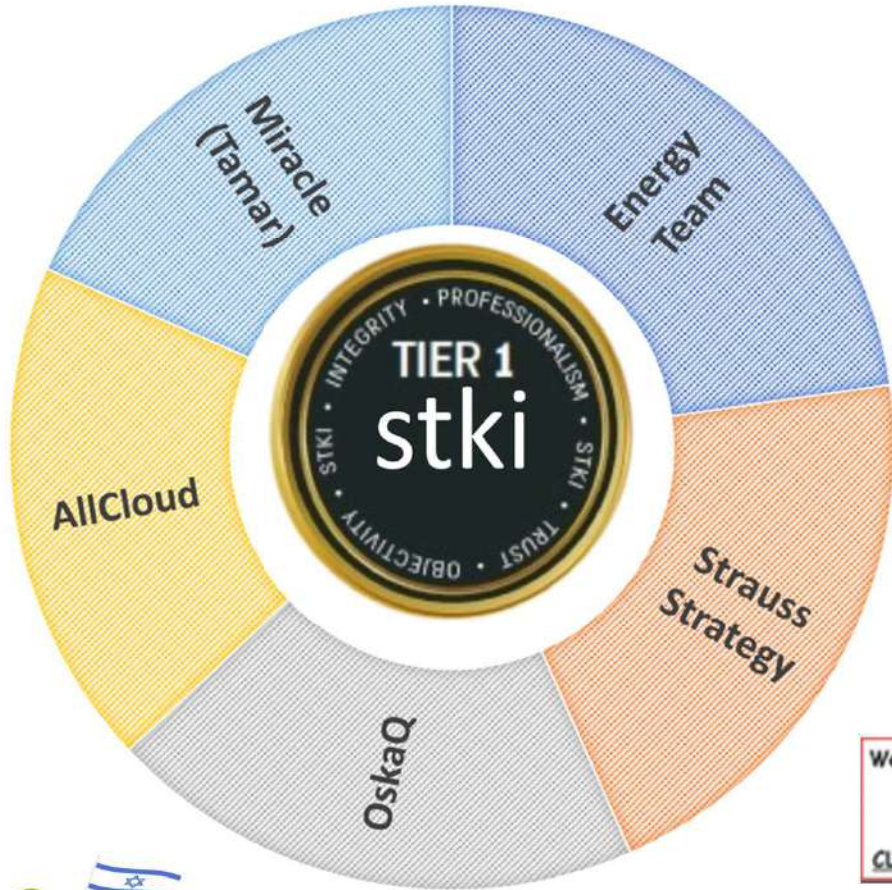 Miracle
(Tamar)
Energy
Team
AllCloud
Strauss
Strategy
OskaQ
TIER 1
stki
STKI • INTEGRITY • PROFESSIONALISM • STKI • TRUST • OBJECTIVITY •